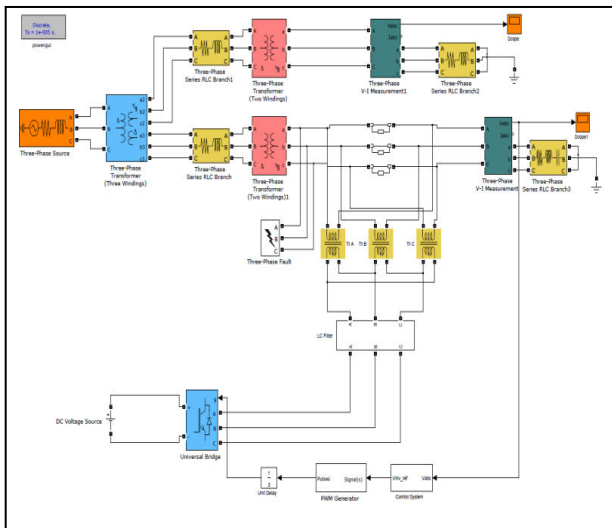 Discrete,
Ts = 1e-005 s.
powergui
Three-Phase Source
Three-Phase
Transformer
(Three Windings)
Three-Phase
Series RLC Branch1
Three-Phase
Transformer
(Two Windings)
Three-Phase
V-I Measurement1
Three-Phase
Series RLC Branch2
Scope
Three-Phase
Series RLC Branch
Three-Phase
Transformer
(Two Windings)1
Three-Phase
V-I Measurement
Three-Phase
Series RLC Branch3
Scope1
Three-Phase Fault
Tr A
Tr B
Tr C
LC Filter
DC Voltage Source
Universal Bridge
Unit Delay
Pulses
Signal(s)
PWM Generator
Vinv_ref
Vabc
Control System